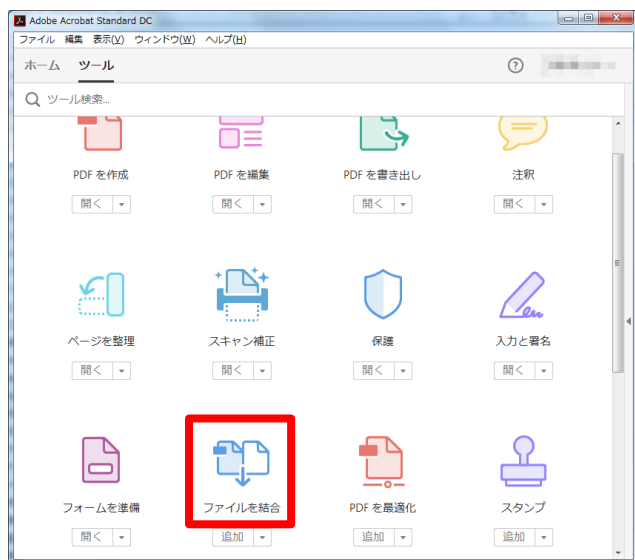 Adobe Acrobat Standard DC
ファイル 編集 表示(V) ウィンドウ(W) ヘルプ(H)
ホーム ツール
ツール検索...
PDF を作成 PDF を編集 PDF を書き出し 注釈
開く 開く 開く 開く
ページを整理 スキャン補正 保護 入力と署名
開く 開く 開く 開く
フォームを準備 ファイルを結合 PDF を最適化 スタンプ
開く 追加 追加 追加